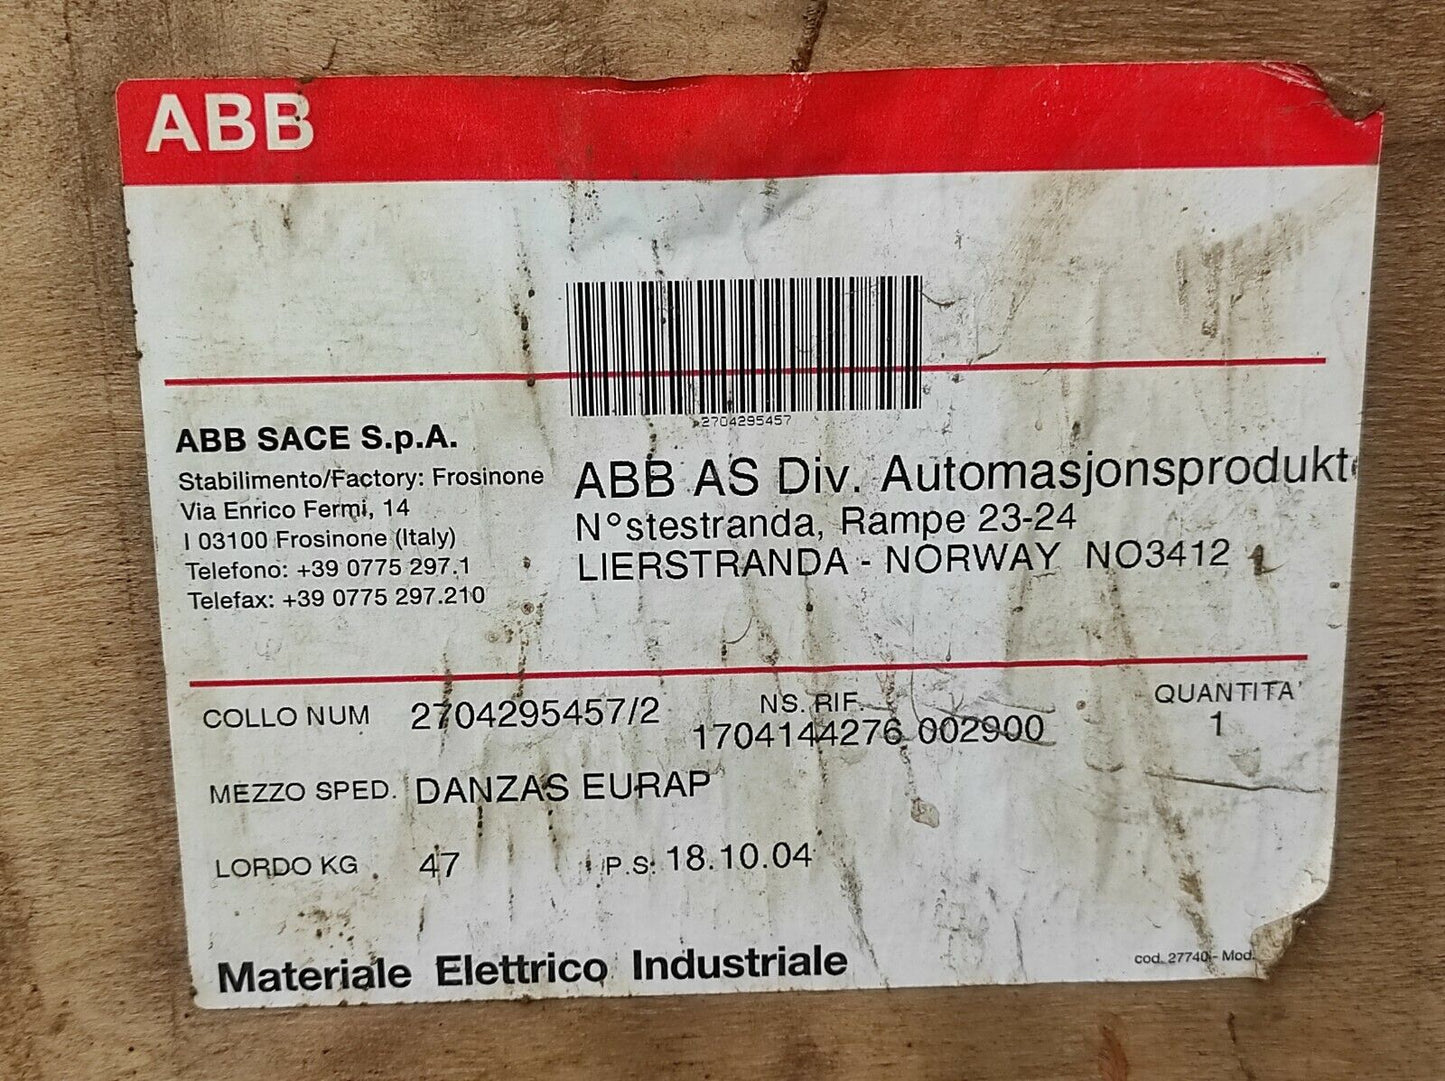 ABB
2704295457
ABB SACE S.p.A.
Stabilimento/Factory: Frosinone
Via Enrico Fermi, 14
I 03100 Frosinone (Italy)
Telefono: +39 0775 297.1
Telefax: +39 0775 297.210
ABB AS Div. Automasjonsprodukt
N°stestranda, Rampe 23-24
LIERSTRANDA - NORWAY NO3412
COLLO NUM 2704295457/2
NS. RIF.
1704144276 002900
QUANTITA'
1
MEZZO SPED. DANZAS EURAP
LORDO KG 47 P.S: 18.10.04
Materiale Elettrico Industriale
cod. 27740 - Mod.